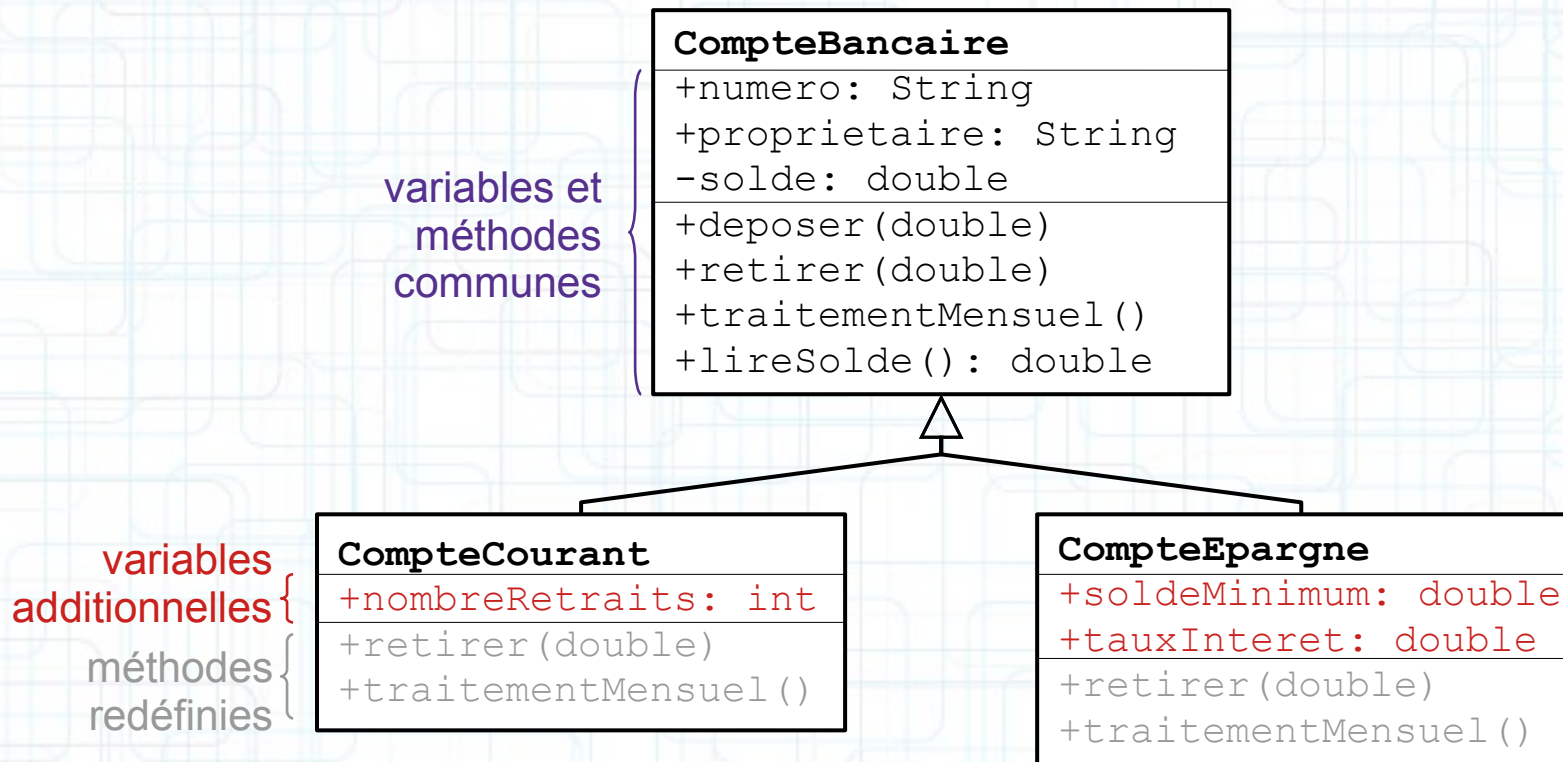 CompteBancaire
+numero: String
+proprietaire: String
-solde: double
+deposer(double)
+retirer(double)
+traitementMensuel()
+lireSolde(): double
variables et
méthodes
communes
variables
additionnelles
méthodes
redéfinies
CompteCourant
+nombreRetraits: int
+retirer(double)
+traitementMensuel()
CompteEpargne
+soldeMinimum: double
+tauxInteret: double
+retirer(double)
+traitementMensuel()